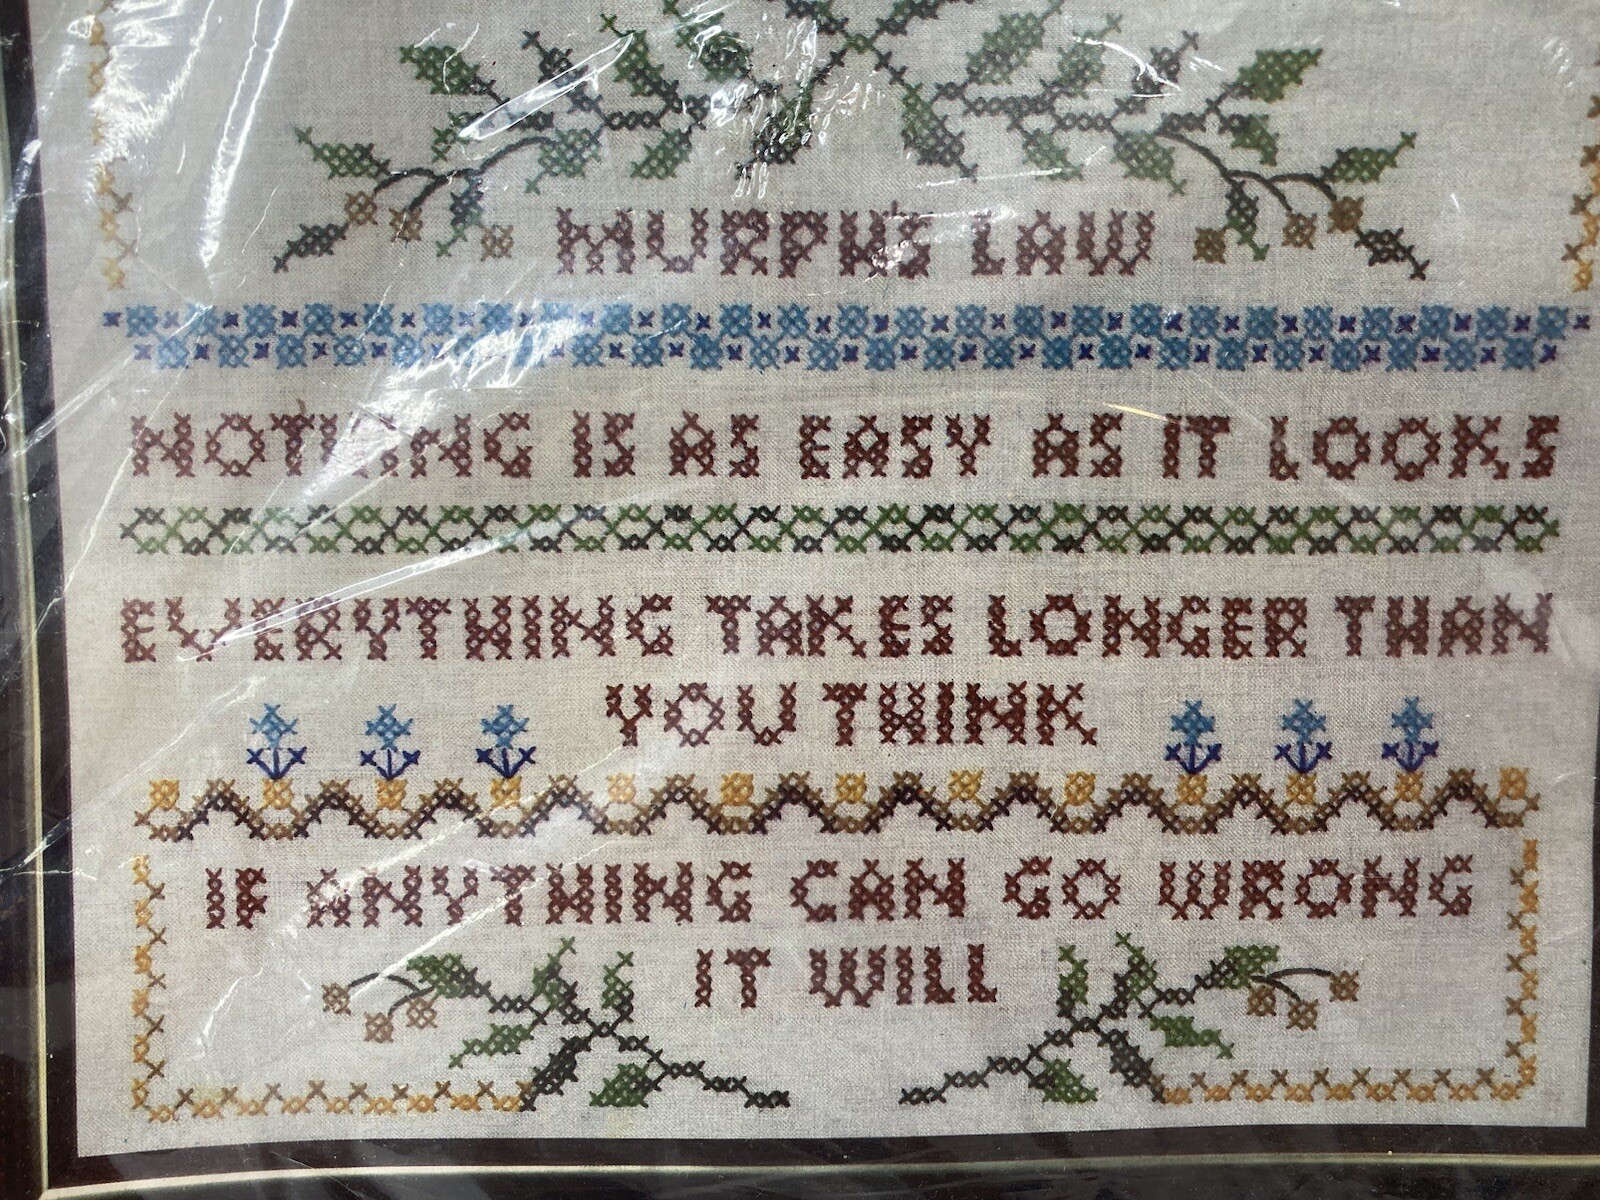 MURPHY'S LAW
NOTHING IS AS EASY AS IT LOOKS
EVERYTHING TAKES LONGER THAN
YOU THINK
IF ANYTHING CAN GO WRONG
IT WILL